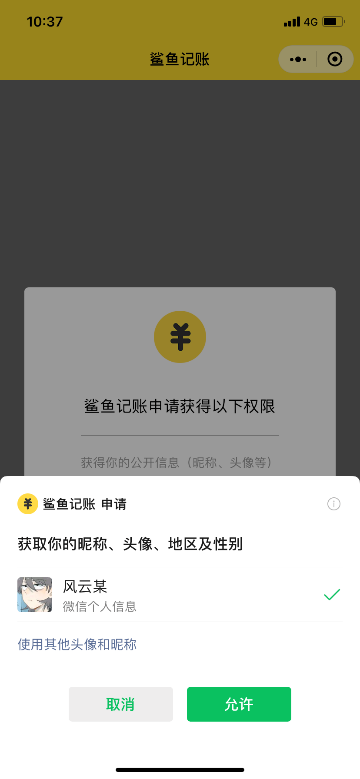 10:37
4G
鲨鱼记账
鲨鱼记账申请获得以下权限
获得你的公开信息（昵称、头像等）
鲨鱼记账 申请
获取你的昵称、头像、地区及性别
风云某
微信个人信息
使用其他头像和昵称
取消
允许